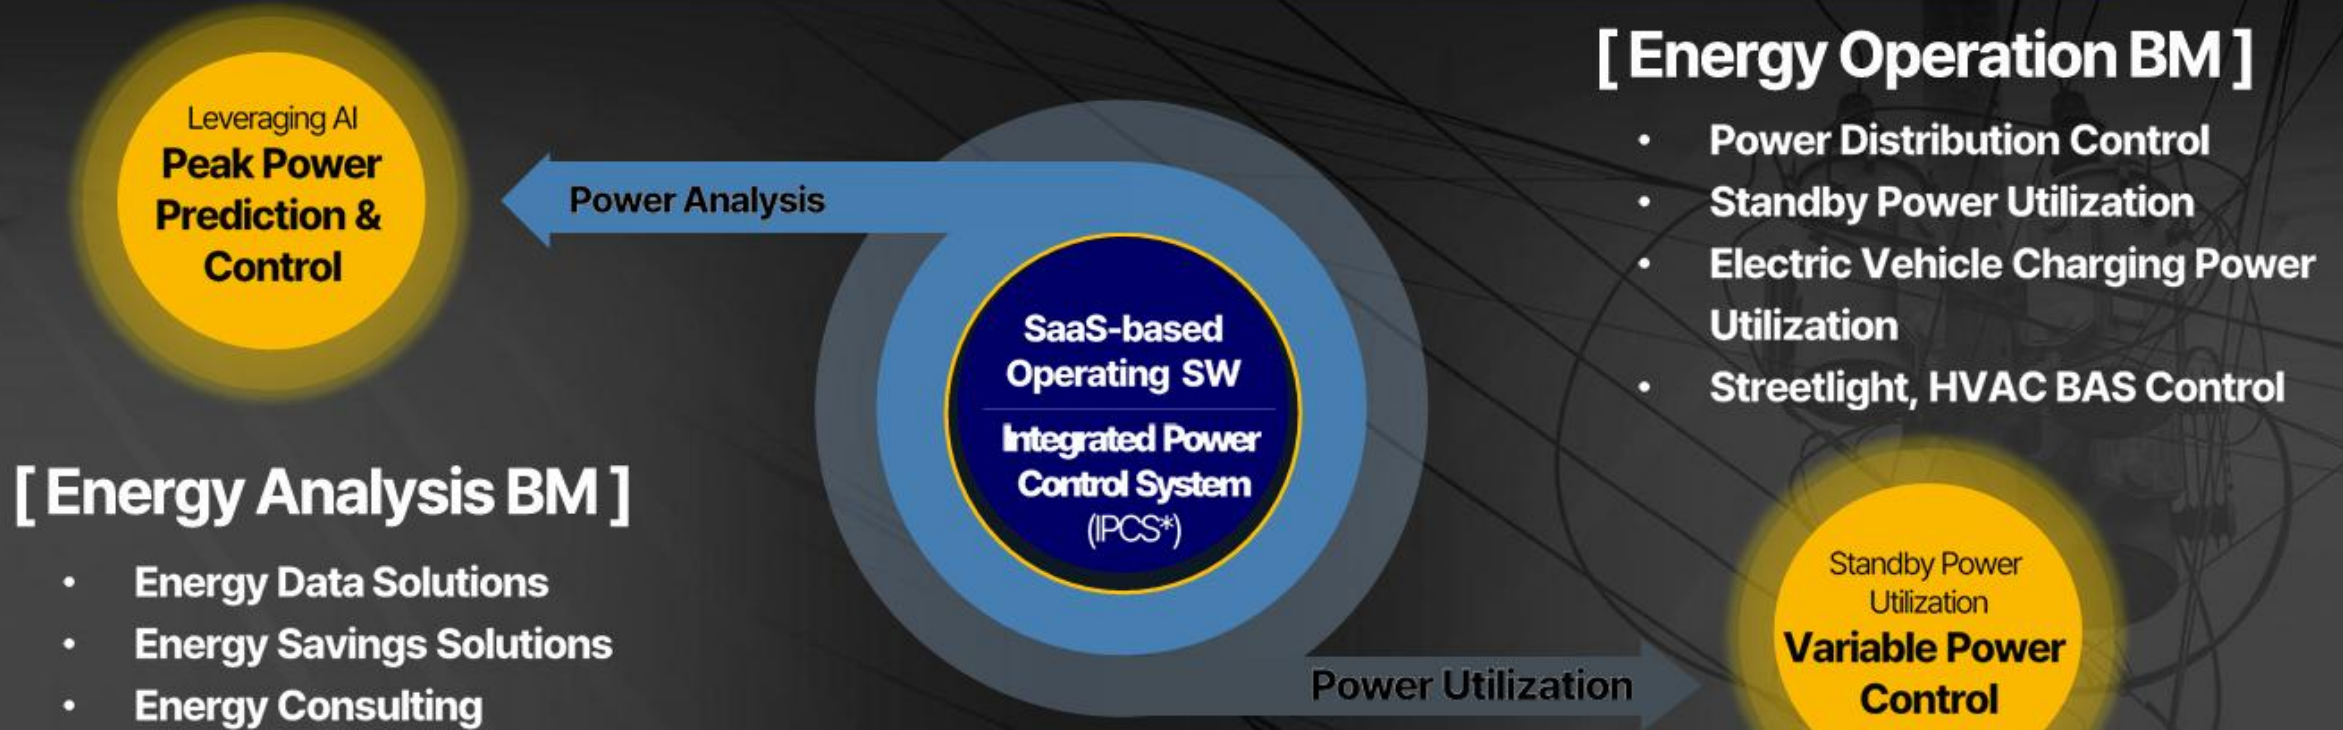 Leveraging AI
Peak Power
Prediction &
Control
Power Analysis
[ Energy Analysis BM ]
• Energy Data Solutions
• Energy Savings Solutions
• Energy Consulting
SaaS-based
Operating SW
Integrated Power
Control System
(IPCS*)
Power Utilization
[ Energy Operation BM ]
• Power Distribution Control
• Standby Power Utilization
• Electric Vehicle Charging Power
Utilization
• Streetlight, HVAC BAS Control
Standby Power
Utilization
Variable Power
Control